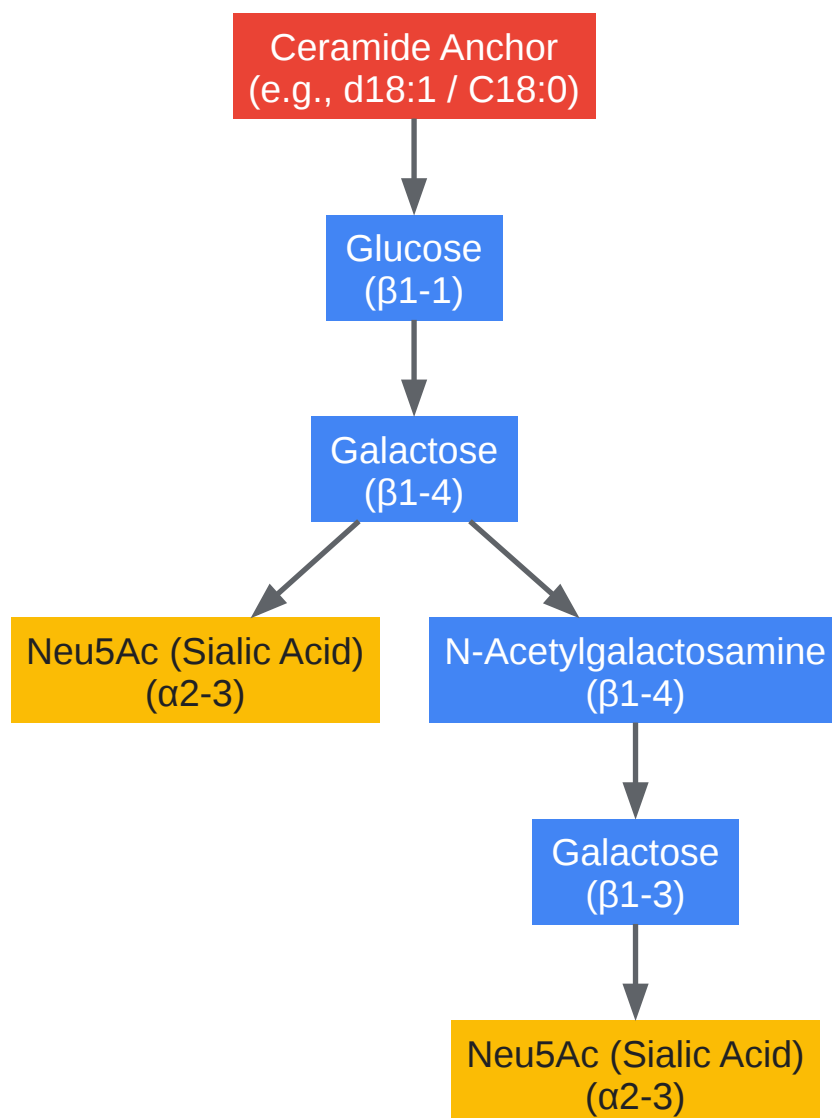 Ceramide Anchor
(e.g., d18:1 / C18:0)
Glucose
(β1-1)
Galactose
(β1-4)
Neu5Ac (Sialic Acid)
(α2-3)
N-Acetylgalactosamine
(β1-4)
Galactose
(β1-3)
Neu5Ac (Sialic Acid)
(α2-3)